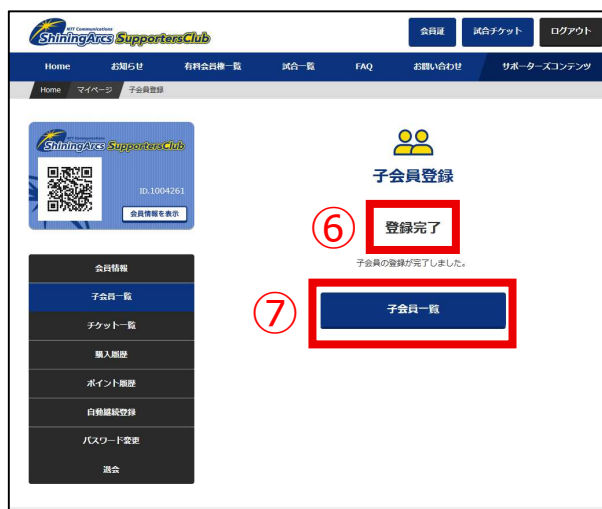 NTT Communications
ShiningArcs SupportersClub
会員証 試合チケット ログアウト
Home お知らせ 有料会員権一覧 試合一覧 FAQ お問い合わせ サポーターズコンテンツ
Home マイページ 子会員登録
NTT Communications
ShiningArcs SupportersClub
ID.1004261
会員情報を表示
子会員登録
⑥ 登録完了
子会員の登録が完了しました。
⑦ 子会員一覧
会員情報
子会員一覧
チケット一覧
購入履歴
ポイント履歴
自動継続登録
パスワード変更
退会